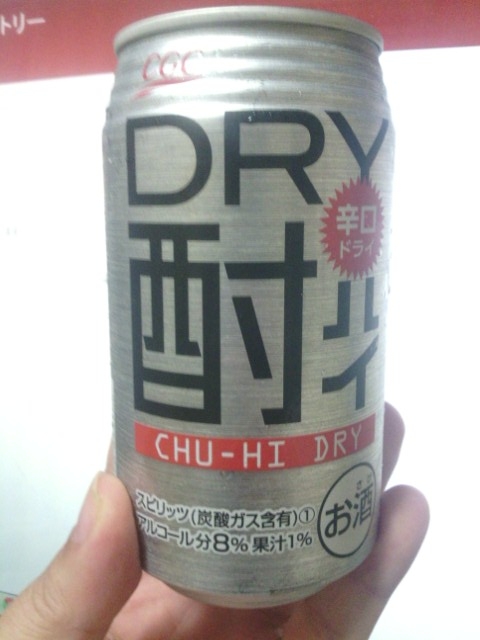 トリー
CGC
DRY
辛口
ドライ
酎ハイ
CHU-HI DRY
スピリッツ(炭酸ガス含有)①
アルコール分8%果汁1%
お酒